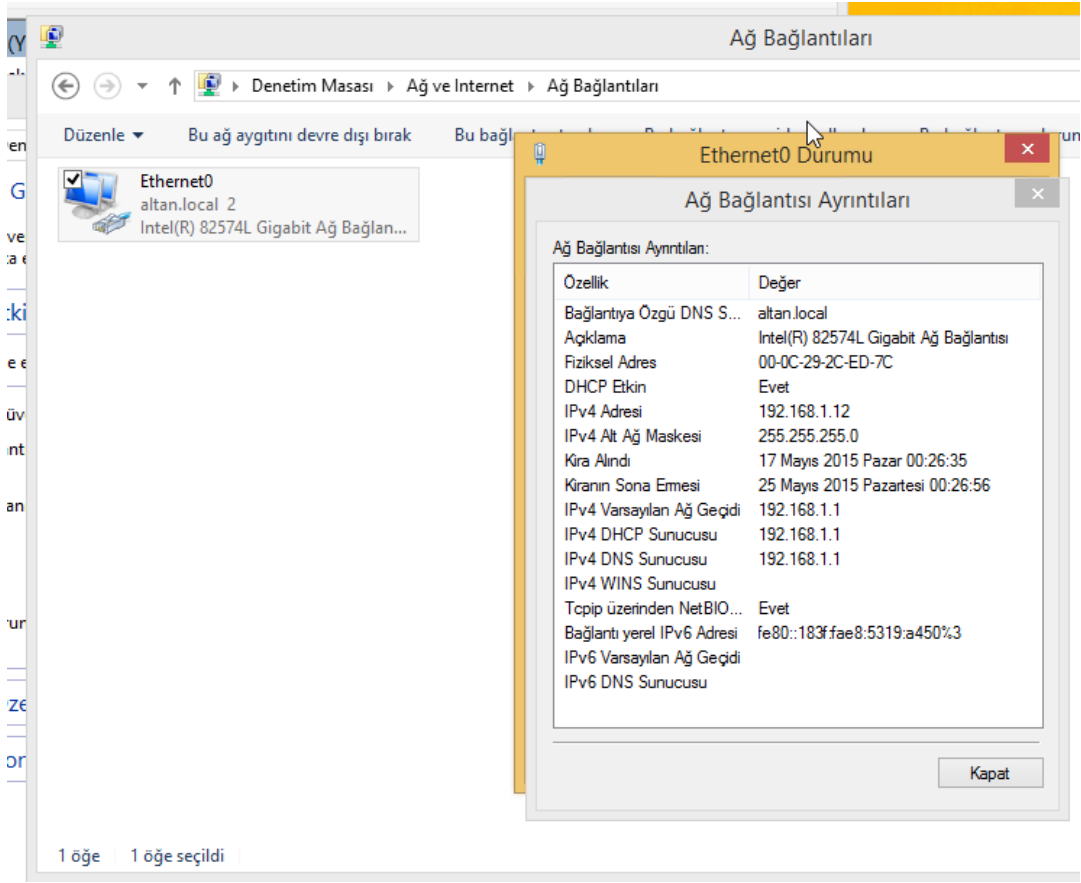 Ağ Bağlantıları
Denetim Masası Ağ ve Internet Ağ Bağlantıları
Düzenle Bu ağ aygıtını devre dışı bırak
Ethernet0
altan.local 2
Intel(R) 82574L Gigabit Ağ Bağlan...
Ethernet0 Durumu
Ağ Bağlantısı Ayrıntıları
Ağ Bağlantısı Ayrıntıları:
Özellik Değer
Bağlantıya Özgü DNS S... altan.local
Açıklama Intel(R) 82574L Gigabit Ağ Bağlantısı
Fiziksel Adres 00-0C-29-2C-ED-7C
DHCP Etkin Evet
IPv4 Adresi 192.168.1.12
IPv4 Alt Ağ Maskesi 255.255.255.0
Kira Alındı 17 Mayıs 2015 Pazar 00:26:35
Kiranın Sona Ermesi 25 Mayıs 2015 Pazartesi 00:26:56
IPv4 Varsayılan Ağ Geçidi 192.168.1.1
IPv4 DHCP Sunucusu 192.168.1.1
IPv4 DNS Sunucusu 192.168.1.1
IPv4 WINS Sunucusu
Tcpip üzerinden NetBIO... Evet
Bağlantı yerel IPv6 Adresi fe80::183f:fae8:5319:a450%3
IPv6 Varsayılan Ağ Geçidi
IPv6 DNS Sunucusu
Kapat
1 öğe 1 öğe seçildi